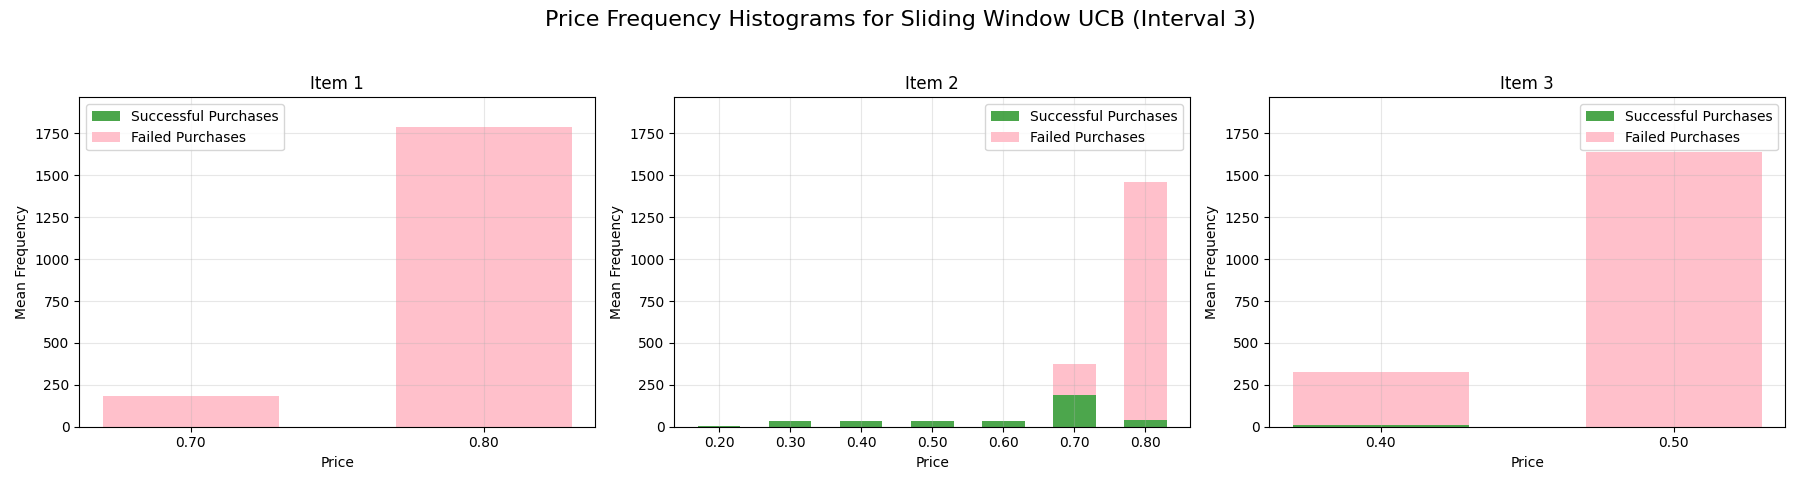 Price Frequency Histograms for Sliding Window UCB (Interval 3)
Item 1
Successful Purchases
Failed Purchases
Mean Frequency
1750
1500
1250
1000
750
500
250
0
0.70 0.80
Price
Item 2
Successful Purchases
Failed Purchases
Mean Frequency
1750
1500
1250
1000
750
500
250
0
0.20 0.30 0.40 0.50 0.60 0.70 0.80
Price
Item 3
Successful Purchases
Failed Purchases
Mean Frequency
1750
1500
1250
1000
750
500
250
0
0.40 0.50
Price